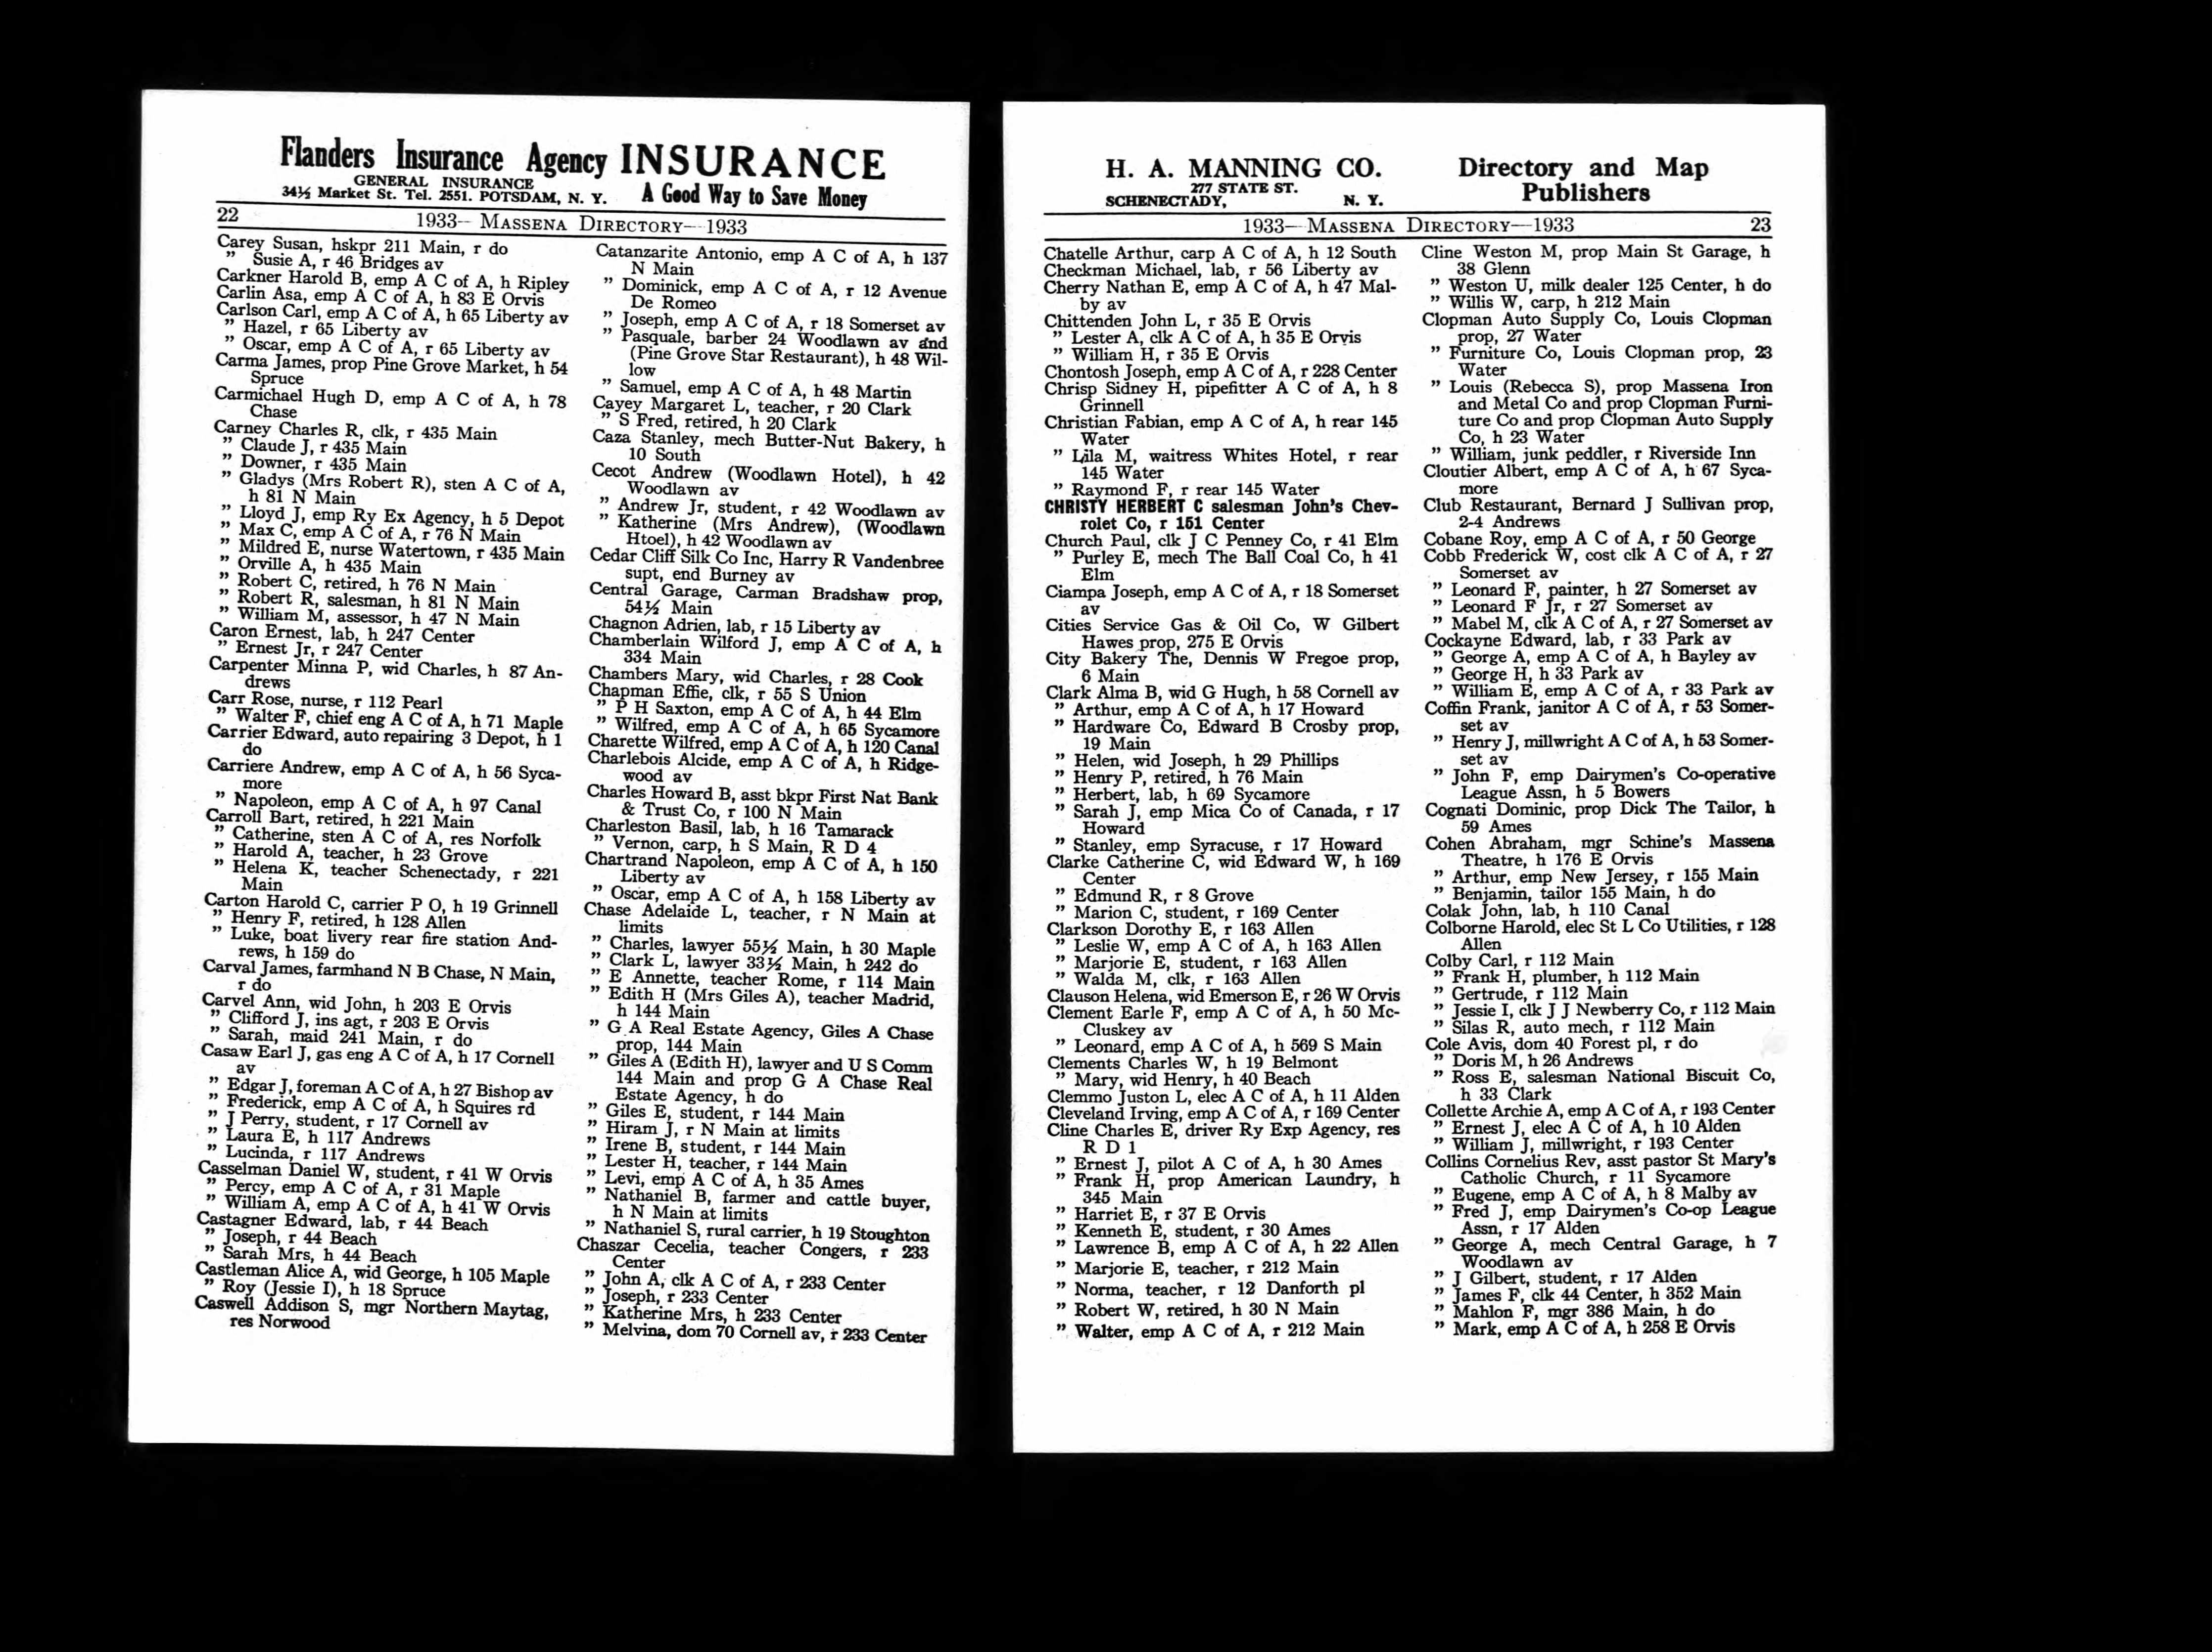 Flanders Insurance Agency INSURANCE
GENERAL INSURANCE
34½ Market St. Tel. 2551. POTSDAM, N. Y. A Good Way to Save Money
22 1933-- MASSENA DIRECTORY--1933
Carey Susan, hskpr 211 Main, r do
” Susie A, r 46 Bridges av
Carkner Harold B, emp A C of A, h Ripley
Carlin Asa, emp A C of A, h 83 E Orvis
Carlson Carl, emp A C of A, h 65 Liberty av
” Hazel, r 65 Liberty av
” Oscar, emp A C of A, r 65 Liberty av
Carma James, prop Pine Grove Market, h 54
Spruce
Carmichael Hugh D, emp A C of A, h 78
Chase
Carney Charles R, clk, r 435 Main
” Claude J, r 435 Main
” Downer, r 435 Main
” Gladys (Mrs Robert R), sten A C of A,
h 81 N Main
” Lloyd J, emp Ry Ex Agency, h 5 Depot
” Max C, emp A C of A, r 76 N Main
” Mildred E, nurse Watertown, r 435 Main
” Orville A, h 435 Main
” Robert C, retired, h 76 N Main
” Robert R, salesman, h 81 N Main
” William M, assessor, h 47 N Main
Caron Ernest, lab, h 247 Center
” Ernest Jr, r 247 Center
Carpenter Minna P, wid Charles, h 87 An-
drews
Carr Rose, nurse, r 112 Pearl
” Walter F, chief eng A C of A, h 71 Maple
Carrier Edward, auto repairing 3 Depot, h 1
do
Carriere Andrew, emp A C of A, h 56 Syca-
more
” Napoleon, emp A C of A, h 97 Canal
Carroll Bart, retired, h 221 Main
” Catherine, sten A C of A, res Norfolk
” Harold A, teacher, h 23 Grove
” Helena K, teacher Schenectady, r 221
Main
Carton Harold C, carrier P O, h 19 Grinnell
” Henry F, retired, h 128 Allen
” Luke, boat livery rear fire station And-
rews, h 159 do
Carval James, farmhand N B Chase, N Main,
r do
Carvel Ann, wid John, h 203 E Orvis
” Clifford J, ins agt, r 203 E Orvis
” Sarah, maid 241 Main, r do
Casaw Earl J, gas eng A C of A, h 17 Cornell
av
” Edgar J, foreman A C of A, h 27 Bishop av
” Frederick, emp A C of A, h Squires rd
” J Perry, student, r 17 Cornell av
” Laura E, h 117 Andrews
” Lucinda, r 117 Andrews
Casselman Daniel W, student, r 41 W Orvis
” Percy, emp A C of A, r 31 Maple
” William A, emp A C of A, h 41 W Orvis
Castagner Edward, lab, r 44 Beach
” Joseph, r 44 Beach
” Sarah Mrs, h 44 Beach
Castleman Alice A, wid George, h 105 Maple
” Roy (Jessie I), h 18 Spruce
Caswell Addison S, mgr Northern Maytag,
res Norwood
Catanzarite Antonio, emp A C of A, h 137
N Main
” Dominick, emp A C of A, r 12 Avenue
De Romeo
” Joseph, emp A C of A, r 18 Somerset av
” Pasquale, barber 24 Woodlawn av and
(Pine Grove Star Restaurant), h 48 Wil-
low
” Samuel, emp A C of A, h 48 Martin
Cayey Margaret L, teacher, r 20 Clark
” S Fred, retired, h 20 Clark
Caza Stanley, mech Butter-Nut Bakery, h
10 South
Cecot Andrew (Woodlawn Hotel), h 42
Woodlawn av
” Andrew Jr, student, r 42 Woodlawn av
” Katherine (Mrs Andrew), (Woodlawn
Htoel), h 42 Woodlawn av
Cedar Cliff Silk Co Inc, Harry R Vandenbree
supt, end Burney av
Central Garage, Carman Bradshaw prop,
54½ Main
Chagnon Adrien, lab, r 15 Liberty av
Chamberlain Wilford J, emp A C of A, h
334 Main
Chambers Mary, wid Charles, r 28 Cook
Chapman Effie, clk, r 55 S Union
” P H Saxton, emp A C of A, h 44 Elm
” Wilfred, emp A C of A, h 65 Sycamore
Charette Wilfred, emp A C of A, h 120 Canal
Charlebois Alcide, emp A C of A, h Ridge-
wood av
Charles Howard B, asst bkpr First Nat Bank
& Trust Co, r 100 N Main
Charleston Basil, lab, h 16 Tamarack
” Vernon, carp, h S Main, R D 4
Chartrand Napoleon, emp A C of A, h 150
Liberty av
” Oscar, emp A C of A, h 158 Liberty av
Chase Adelaide L, teacher, r N Main at
limits
” Charles, lawyer 55½ Main, h 30 Maple
” Clark L, lawyer 33½ Main, h 242 do
” E Annette, teacher Rome, r 114 Main
” Edith H (Mrs Giles A), teacher Madrid,
h 144 Main
” G A Real Estate Agency, Giles A Chase
prop, 144 Main
” Giles A (Edith H), lawyer and U S Comm
144 Main and prop G A Chase Real
Estate Agency, h do
” Giles E, student, r 144 Main
” Hiram J, r N Main at limits
” Irene B, student, r 144 Main
” Lester H, teacher, r 144 Main
” Levi, emp A C of A, h 35 Ames
” Nathaniel B, farmer and cattle buyer,
h N Main at limits
” Nathaniel S, rural carrier, h 19 Stoughton
Chaszar Cecelia, teacher Congers, r 233
Center
” John A, clk A C of A, r 233 Center
” Joseph, r 233 Center
” Katherine Mrs, h 233 Center
” Melvina, dom 70 Cornell av, r 233 Center
H. A. MANNING CO. Directory and Map
277 STATE ST. Publishers
SCHENECTADY, N. Y.
1933--MASSENA DIRECTORY--1933 23
Chatelle Arthur, carp A C of A, h 12 South
Checkman Michael, lab, r 56 Liberty av
Cherry Nathan E, emp A C of A, h 47 Mal-
by av
Chittenden John L, r 35 E Orvis
” Lester A, clk A C of A, h 35 E Orvis
” William H, r 35 E Orvis
Chontosh Joseph, emp A C of A, r 228 Center
Chrisp Sidney H, pipefitter A C of A, h 8
Grinnell
Christian Fabian, emp A C of A, h rear 145
Water
” Lila M, waitress Whites Hotel, r rear
145 Water
” Raymond F, r rear 145 Water
CHRISTY HERBERT C salesman John's Chev-
rolet Co, r 151 Center
Church Paul, clk J C Penney Co, r 41 Elm
” Purley E, mech The Ball Coal Co, h 41
Elm
Ciampa Joseph, emp A C of A, r 18 Somerset
av
Cities Service Gas & Oil Co, W Gilbert
Hawes prop, 275 E Orvis
City Bakery The, Dennis W Fregoe prop,
6 Main
Clark Alma B, wid G Hugh, h 58 Cornell av
” Arthur, emp A C of A, h 17 Howard
” Hardware Co, Edward B Crosby prop,
19 Main
” Helen, wid Joseph, h 29 Phillips
” Henry P, retired, h 76 Main
” Herbert, lab, h 69 Sycamore
” Sarah J, emp Mica Co of Canada, r 17
Howard
” Stanley, emp Syracuse, r 17 Howard
Clarke Catherine C, wid Edward W, h 169
Center
” Edmund R, r 8 Grove
” Marion C, student, r 169 Center
Clarkson Dorothy E, r 163 Allen
” Leslie W, emp A C of A, h 163 Allen
” Marjorie E, student, r 163 Allen
” Walda M, clk, r 163 Allen
Clauson Helena, wid Emerson E, r 26 W Orvis
Clement Earle F, emp A C of A, h 50 Mc-
Cluskey av
” Leonard, emp A C of A, h 569 S Main
Clements Charles W, h 19 Belmont
” Mary, wid Henry, h 40 Beach
Clemmo Juston L, elec A C of A, h 11 Alden
Cleveland Irving, emp A C of A, r 169 Center
Cline Charles E, driver Ry Exp Agency, res
R D 1
” Ernest J, pilot A C of A, h 30 Ames
” Frank H, prop American Laundry, h
345 Main
” Harriet E, r 37 E Orvis
” Kenneth E, student, r 30 Ames
” Lawrence B, emp A C of A, h 22 Allen
” Marjorie E, teacher, r 212 Main
” Norma, teacher, r 12 Danforth pl
” Robert W, retired, h 30 N Main
” Walter, emp A C of A, r 212 Main
Cline Weston M, prop Main St Garage, h
38 Glenn
” Weston U, milk dealer 125 Center, h do
” Willis W, carp, h 212 Main
Clopman Auto Supply Co, Louis Clopman
prop, 27 Water
” Furniture Co, Louis Clopman prop, 23
Water
” Louis (Rebecca S), prop Massena Iron
and Metal Co and prop Clopman Furni-
ture Co and prop Clopman Auto Supply
Co, h 23 Water
” William, junk peddler, r Riverside Inn
Cloutier Albert, emp A C of A, h 67 Syca-
more
Club Restaurant, Bernard J Sullivan prop,
2-4 Andrews
Cobane Roy, emp A C of A, r 50 George
Cobb Frederick W, cost clk A C of A, r 27
Somerset av
” Leonard F, painter, h 27 Somerset av
” Leonard F Jr, r 27 Somerset av
” Mabel M, clk A C of A, r 27 Somerset av
Cockayne Edward, lab, r 33 Park av
” George A, emp A C of A, h Bayley av
” George H, h 33 Park av
” William E, emp A C of A, r 33 Park av
Coffin Frank, janitor A C of A, r 53 Somer-
set av
” Henry J, millwright A C of A, h 53 Somer-
set av
” John F, emp Dairymen's Co-operative
League Assn, h 5 Bowers
Cognati Dominic, prop Dick The Tailor, h
59 Ames
Cohen Abraham, mgr Schine's Massena
Theatre, h 176 E Orvis
” Arthur, emp New Jersey, r 155 Main
” Benjamin, tailor 155 Main, h do
Colak John, lab, h 110 Canal
Colborne Harold, elec St L Co Utilities, r 128
Allen
Colby Carl, r 112 Main
” Frank H, plumber, h 112 Main
” Gertrude, r 112 Main
” Jessie I, clk J J Newberry Co, r 112 Main
” Silas R, auto mech, r 112 Main
Cole Avis, dom 40 Forest pl, r do
” Doris M, h 26 Andrews
” Ross E, salesman National Biscuit Co,
h 33 Clark
Collette Archie A, emp A C of A, r 193 Center
” Ernest J, elec A C of A, h 10 Alden
” William J, millwright, r 193 Center
Collins Cornelius Rev, asst pastor St Mary's
Catholic Church, r 11 Sycamore
” Eugene, emp A C of A, h 8 Malby av
” Fred J, emp Dairymen's Co-op League
Assn, r 17 Alden
” George A, mech Central Garage, h 7
Woodlawn av
” J Gilbert, student, r 17 Alden
” James F, clk 44 Center, h 352 Main
” Mahlon F, mgr 386 Main, h do
” Mark, emp A C of A, h 258 E Orvis